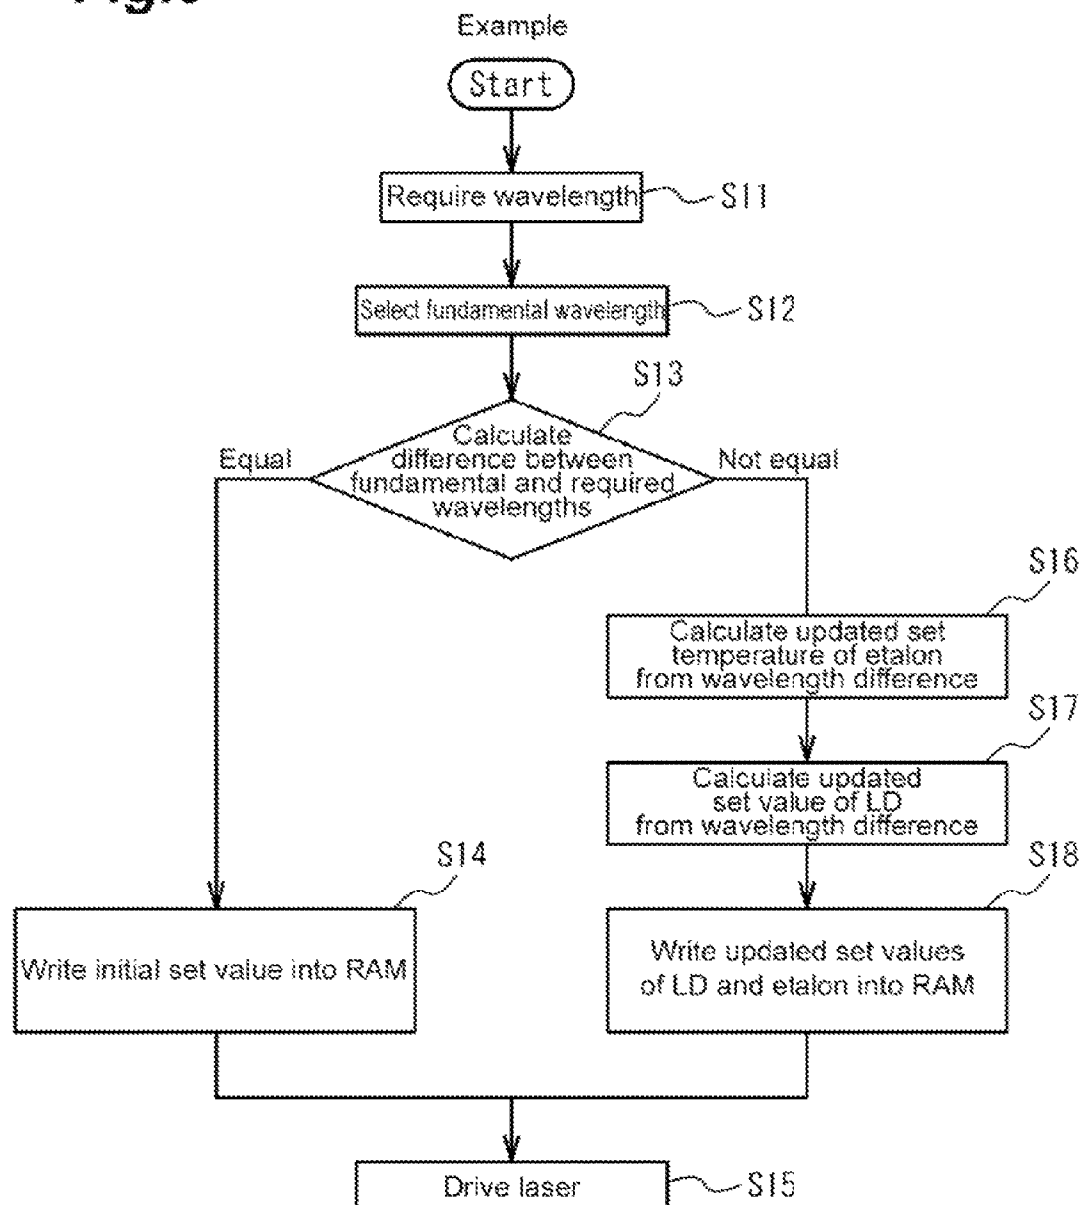 Example
Start
Require wavelength
S11
Select fundamental wavelength
S12
S13
Calculate
difference between
fundamental and required
wavelengths
Equal
Not equal
S16
Calculate updated set
temperature of etalon
from wavelength difference
S17
Calculate updated
set value of LD
from wavelength difference
S14
Write initial set value into RAM
S18
Write updated set values
of LD and etalon into RAM
Drive laser
S15